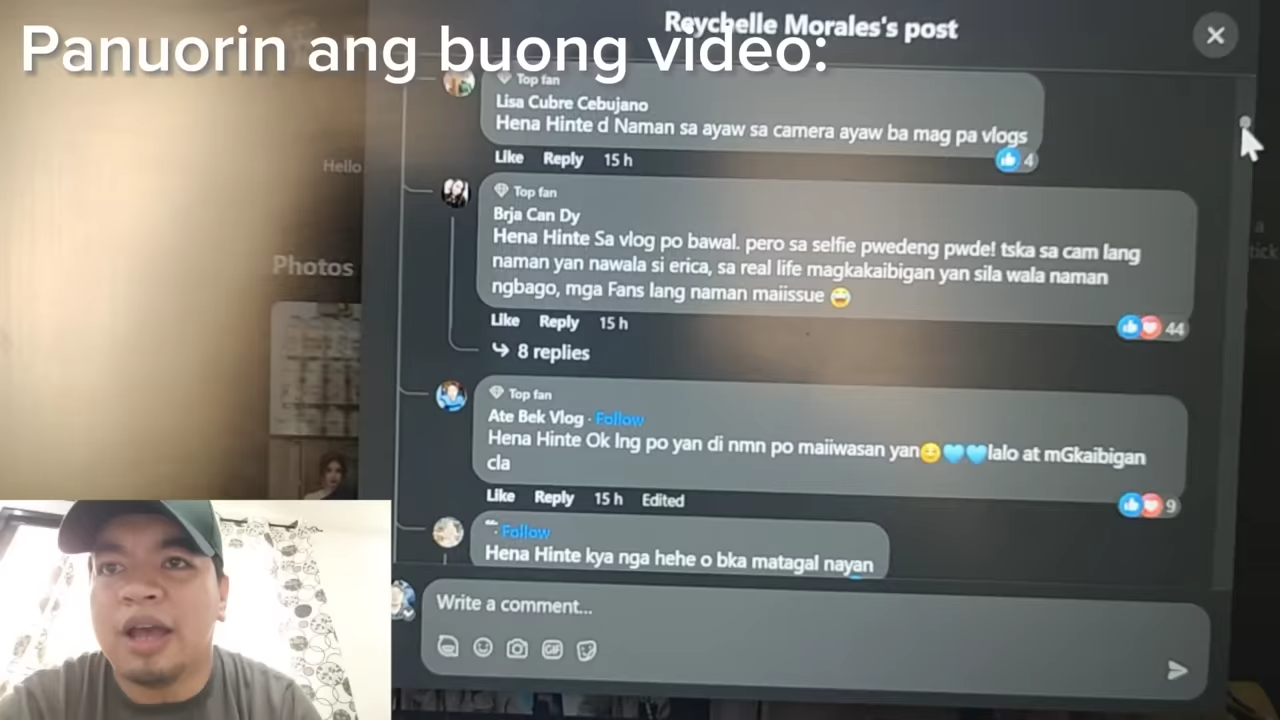 Panuorin ang buong video:
Reychelle Morales's post
Top fan
Lisa Cubre Cebujano
Hena Hinte d Naman sa ayaw sa camera ayaw ba mag pa vlogs
Like Reply 15 h
4
Hello
Top fan
Brja Can Dy
Hena Hinte Sa vlog po bawal. pero sa selfie pwedeng pwde! tska sa cam lang
naman yan nawala si erica, sa real life magkakaibigan yan sila wala naman
ngbago, mga Fans lang naman maiissue 😆
Photos
Like Reply 15 h
44
8 replies
Top fan
Ate Bek Vlog · Follow
Hena Hinte Ok lng po yan di nmn po maiiwasan yan😊💙💙lalo at mGkaibigan
cla
Like Reply 15 h Edited
9
Follow
Hena Hinte kya nga hehe o bka matagal nayan
Write a comment...
GIF